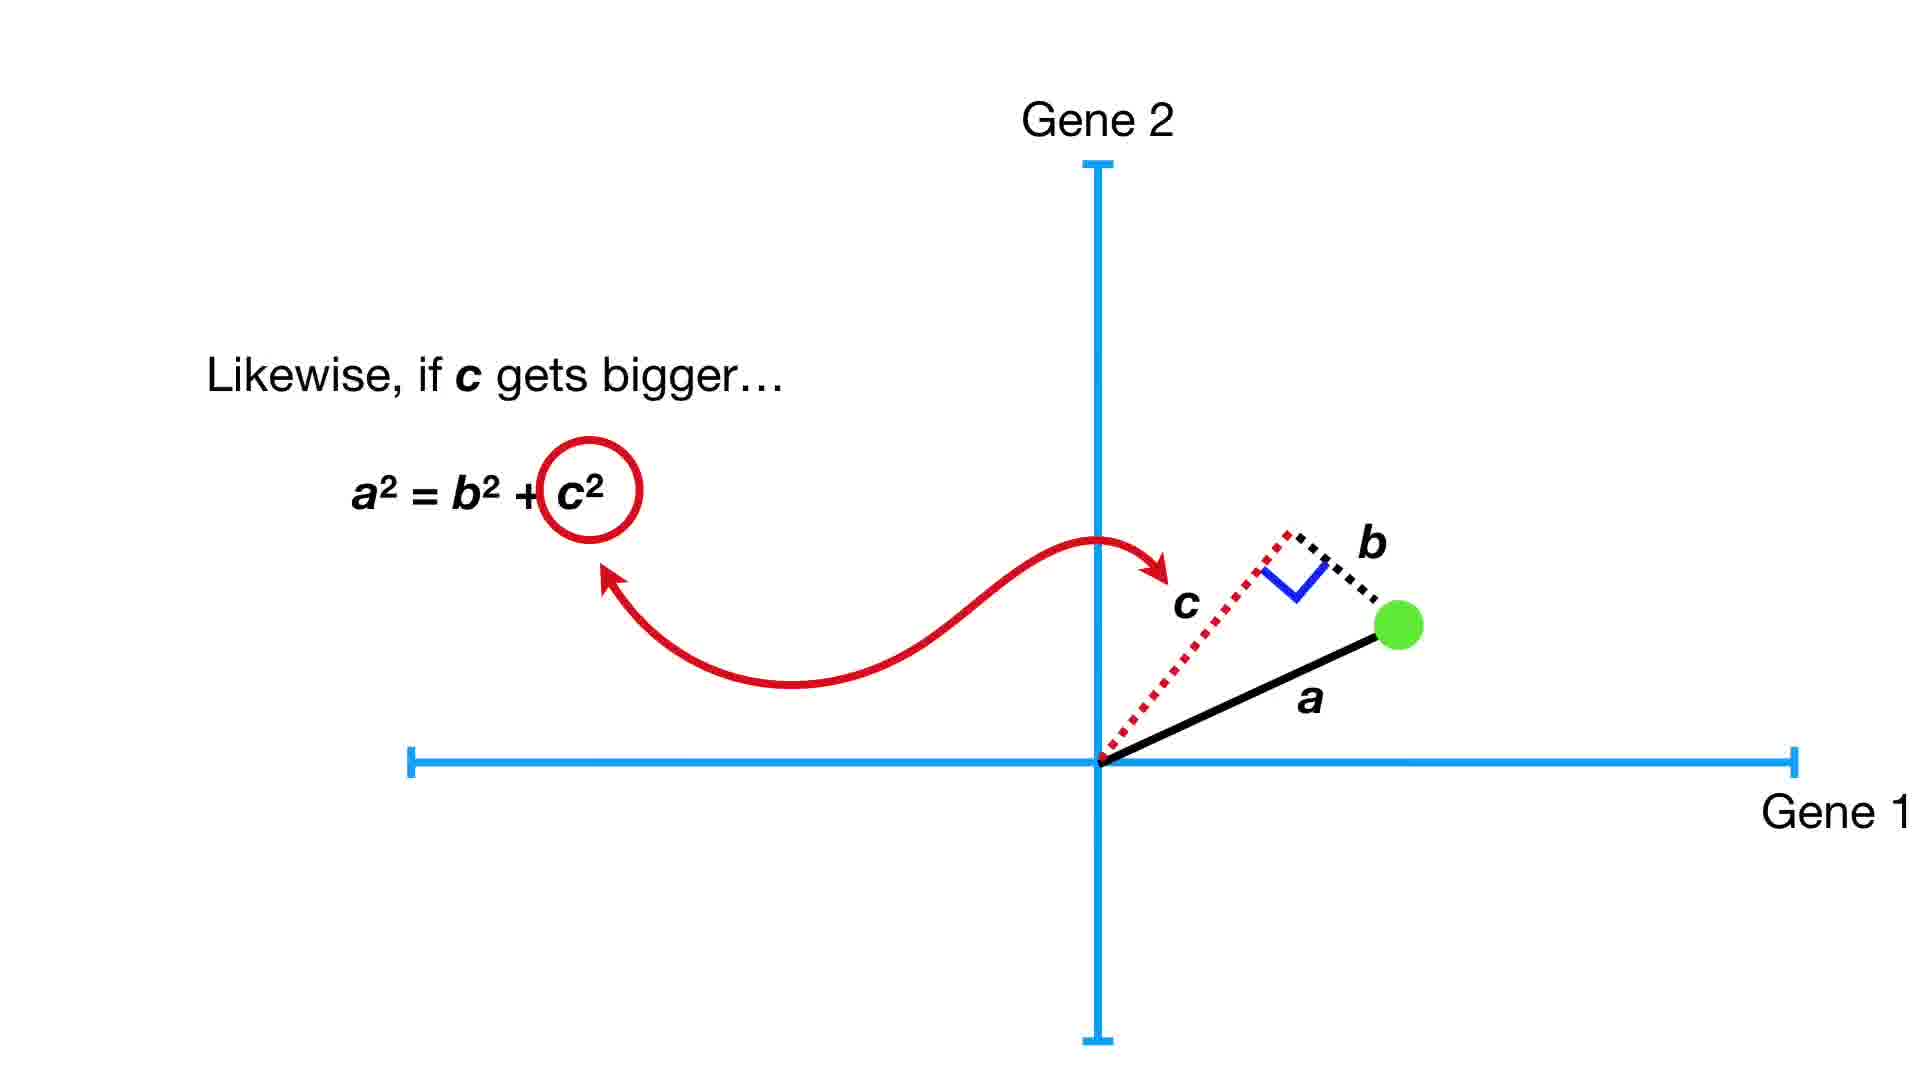 Gene 2
Likewise, if c gets bigger…
a² = b² + c²
b
c
a
Gene 1